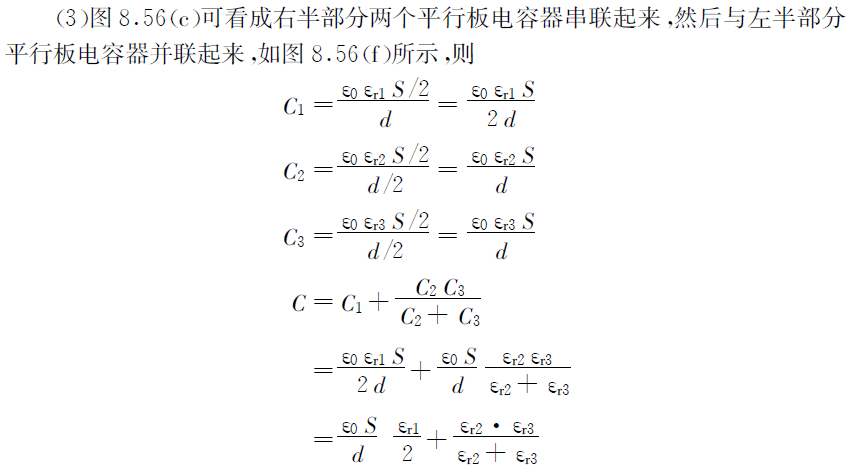 (3)图 8.56(c)可看成右半部分两个平行板电容器串联起来,然后与左半部分
平行板电容器并联起来,如图 8.56(f)所示,则
C₁ = ε₀ εr₁ S/2 / d = ε₀ εr₁ S / 2 d
C₂ = ε₀ εr₂ S/2 / d/2 = ε₀ εr₂ S / d
C₃ = ε₀ εr₃ S/2 / d/2 = ε₀ εr₃ S / d
C = C₁ + C₂ C₃ / C₂ + C₃
= ε₀ εr₁ S / 2 d + ε₀ S / d εr₂ εr₃ / εr₂ + εr₃
= ε₀ S / d εr₁ / 2 + εr₂ · εr₃ / εr₂ + εr₃